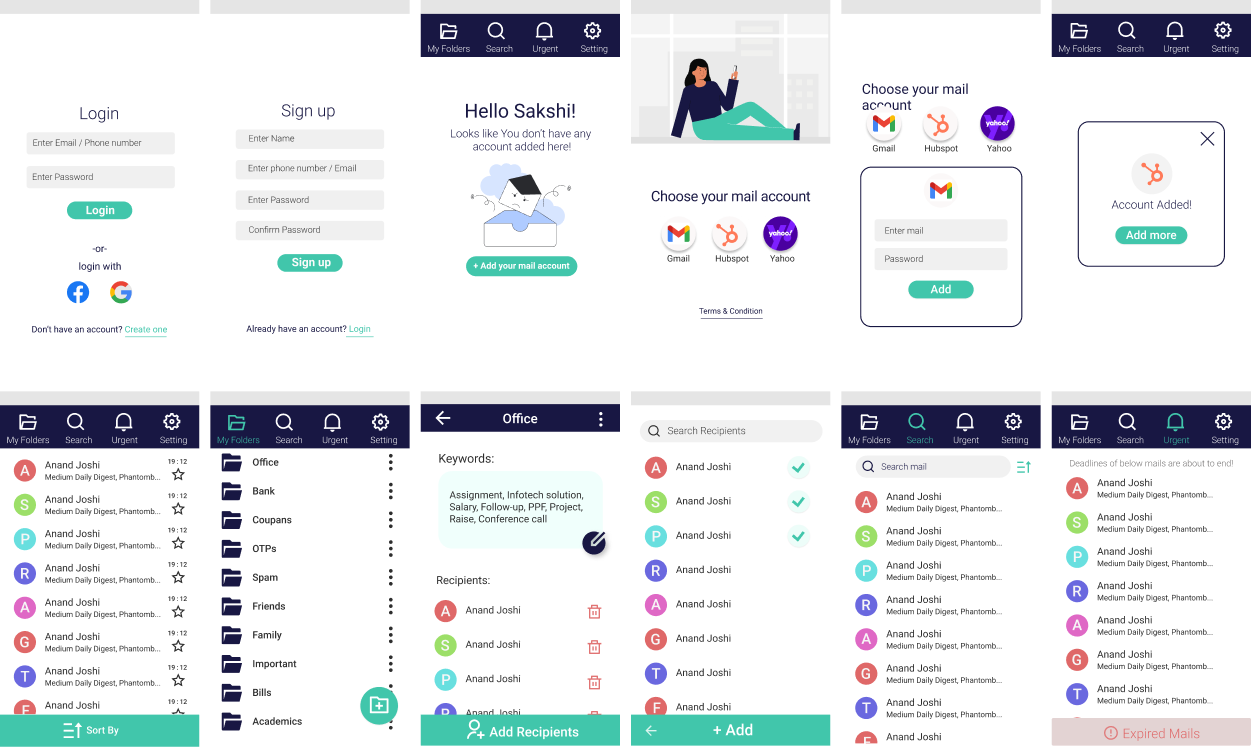 Login
Enter Email / Phone number
Enter Password
Login
-or-
login with
Don't have an account? Create one
Sign up
Enter Name
Enter phone number / Email
Enter Password
Confirm Password
Sign up
Already have an account? Login
My Folders Search Urgent Setting
Hello Sakshi!
Looks like You don't have any
account added here!
+ Add your mail account
Choose your mail account
yahoo!
Gmail Hubspot Yahoo
Terms & Condition
Choose your mail
account
yahoo!
Gmail Hubspot Yahoo
Enter mail
Password
Add
My Folders Search Urgent Setting
Account Added!
Add more
My Folders Search Urgent Setting
A Anand Joshi 19:12
Medium Daily Digest, Phantomb...
S Anand Joshi 19:12
Medium Daily Digest, Phantomb...
P Anand Joshi 19:12
Medium Daily Digest, Phantomb...
R Anand Joshi 19:12
Medium Daily Digest, Phantomb...
A Anand Joshi 19:12
Medium Daily Digest, Phantomb...
G Anand Joshi 19:12
Medium Daily Digest, Phantomb...
T Anand Joshi 19:12
Medium Daily Digest, Phantomb...
F Anand Joshi 19:12
Medium Daily Digest, Phantomb...
Sort By
My Folders Search Urgent Setting
Office
Bank
Coupans
OTPs
Spam
Friends
Family
Important
Bills
Academics
Office
Keywords:
Assignment, Infotech solution,
Salary, Follow-up, PPF, Project,
Raise, Conference call
Recipients:
A Anand Joshi
S Anand Joshi
P Anand Joshi
R Anand Joshi
Add Recipients
Search Recipients
A Anand Joshi
S Anand Joshi
P Anand Joshi
R Anand Joshi
A Anand Joshi
G Anand Joshi
T Anand Joshi
F Anand Joshi
+ Add
My Folders Search Urgent Setting
Search mail
A Anand Joshi
Medium Daily Digest, Phantomb...
S Anand Joshi
Medium Daily Digest, Phantomb...
P Anand Joshi
Medium Daily Digest, Phantomb...
R Anand Joshi
Medium Daily Digest, Phantomb...
A Anand Joshi
Medium Daily Digest, Phantomb...
G Anand Joshi
Medium Daily Digest, Phantomb...
T Anand Joshi
Medium Daily Digest, Phantomb...
F Anand Joshi
My Folders Search Urgent Setting
Deadlines of below mails are about to end!
A Anand Joshi
Medium Daily Digest, Phantomb...
S Anand Joshi
Medium Daily Digest, Phantomb...
P Anand Joshi
Medium Daily Digest, Phantomb...
R Anand Joshi
Medium Daily Digest, Phantomb...
A Anand Joshi
Medium Daily Digest, Phantomb...
G Anand Joshi
Medium Daily Digest, Phantomb...
T Anand Joshi
Medium Daily Digest, Phantomb...
Expired Mails